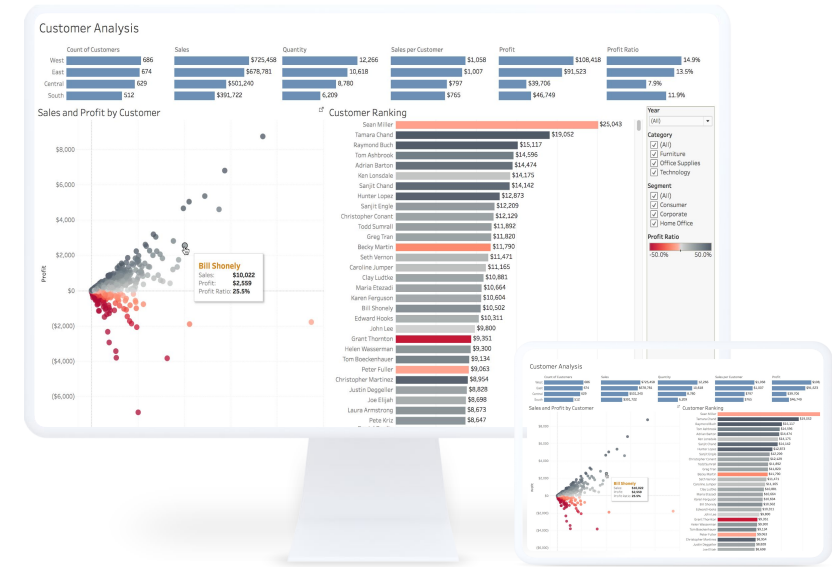 Customer Analysis
Count of Customers Sales Quantity Sales per Customer Profit Profit Ratio
West 686 $725,458 12,266 $1,058 $108,418 14.9%
East 674 $678,781 10,618 $1,007 $91,523 13.5%
Central 629 $501,240 8,780 $797 $39,706 7.9%
South 512 $391,722 6,209 $765 $46,749 11.9%
Sales and Profit by Customer
$8,000
$6,000
$4,000
$2,000
$0
($2,000)
($4,000)
($6,000)
Profit
Bill Shonely
Sales: $10,022
Profit: $2,559
Profit Ratio: 25.5%
Customer Ranking
Sean Miller $25,043
Tamara Chand $19,052
Raymond Buch $15,117
Tom Ashbrook $14,596
Adrian Barton $14,474
Ken Lonsdale $14,175
Sanjit Chand $14,142
Hunter Lopez $12,873
Sanjit Engle $12,209
Christopher Conant $12,129
Todd Sumrall $11,892
Greg Tran $11,820
Becky Martin $11,790
Seth Vernon $11,471
Caroline Jumper $11,165
Clay Ludtke $10,881
Maria Etezadi $10,664
Karen Ferguson $10,604
Bill Shonely $10,502
Edward Hooks $10,311
John Lee $9,800
Grant Thornton $9,351
Helen Wasserman $9,300
Tom Boeckenhauer $9,134
Peter Fuller $9,063
Christopher Martinez $8,954
Justin Deggeller $8,828
Joe Elijah $8,698
Laura Armstrong $8,673
Pete Kriz $8,647
Year
(All)
Category
(All)
Furniture
Office Supplies
Technology
Segment
(All)
Consumer
Corporate
Home Office
Profit Ratio
-50.0% 50.0%
Customer Analysis
Sales and Profit by Customer
Customer Ranking
Bill Shonely